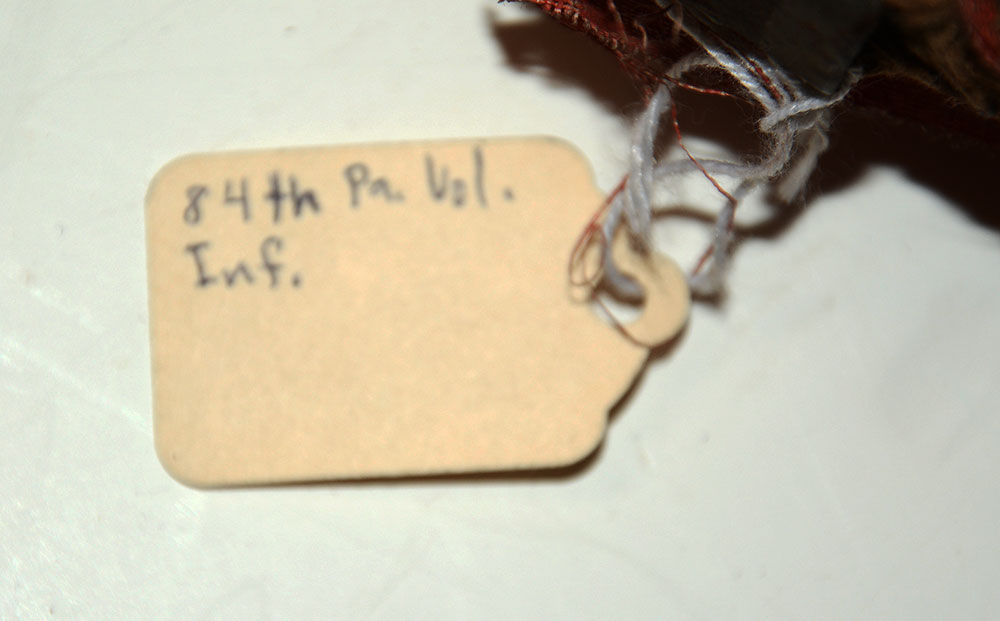 84th Pa. Vol.
Inf.